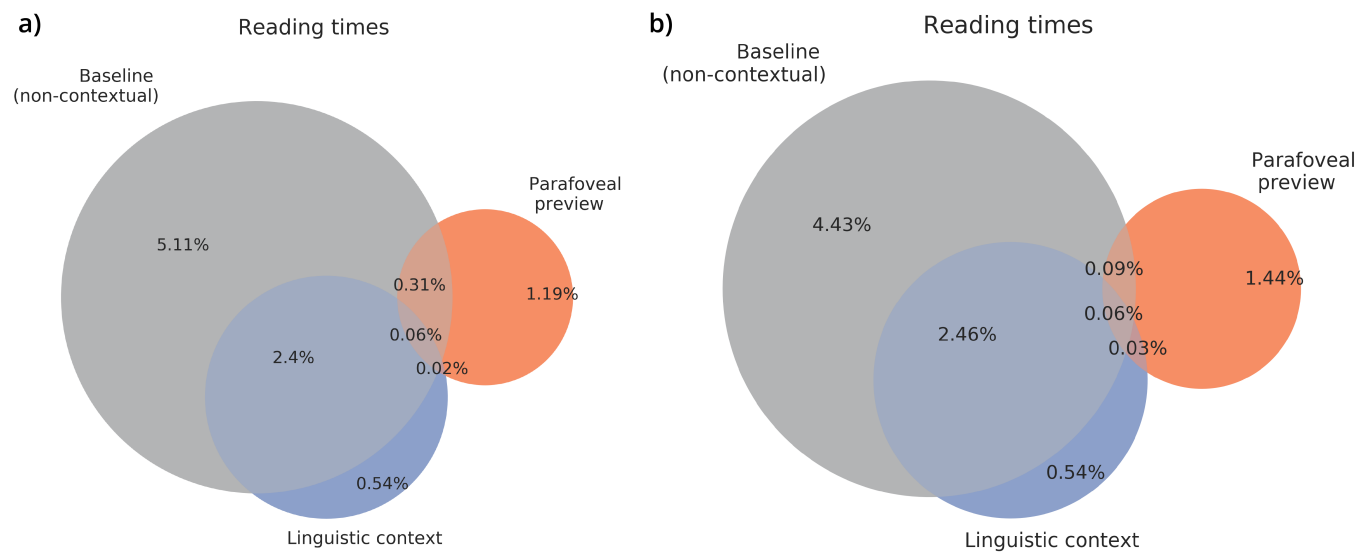 a)
Reading times
Baseline
(non-contextual)
Parafoveal
preview
5.11%
0.31%
1.19%
0.06%
2.4%
0.02%
0.54%
Linguistic context
b)
Reading times
Baseline
(non-contextual)
Parafoveal
preview
4.43%
0.09%
1.44%
0.06%
2.46%
0.03%
0.54%
Linguistic context